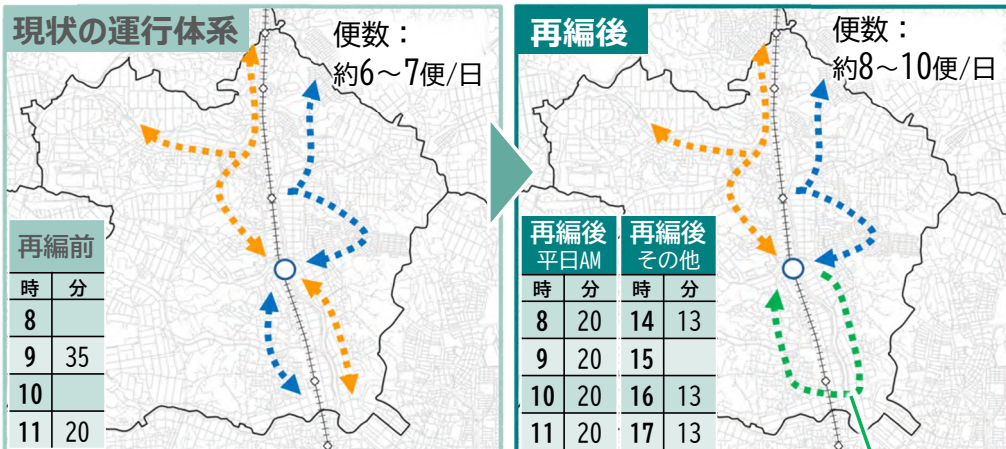 現状の運行体系
便数：
約6～7便/日
再編前
時 分
8
9 35
10
11 20
再編後
便数：
約8～10便/日
再編後 再編後
平日AM その他
時 分 時 分
8 20 14 13
9 20 15
10 20 16 13
11 20 17 13